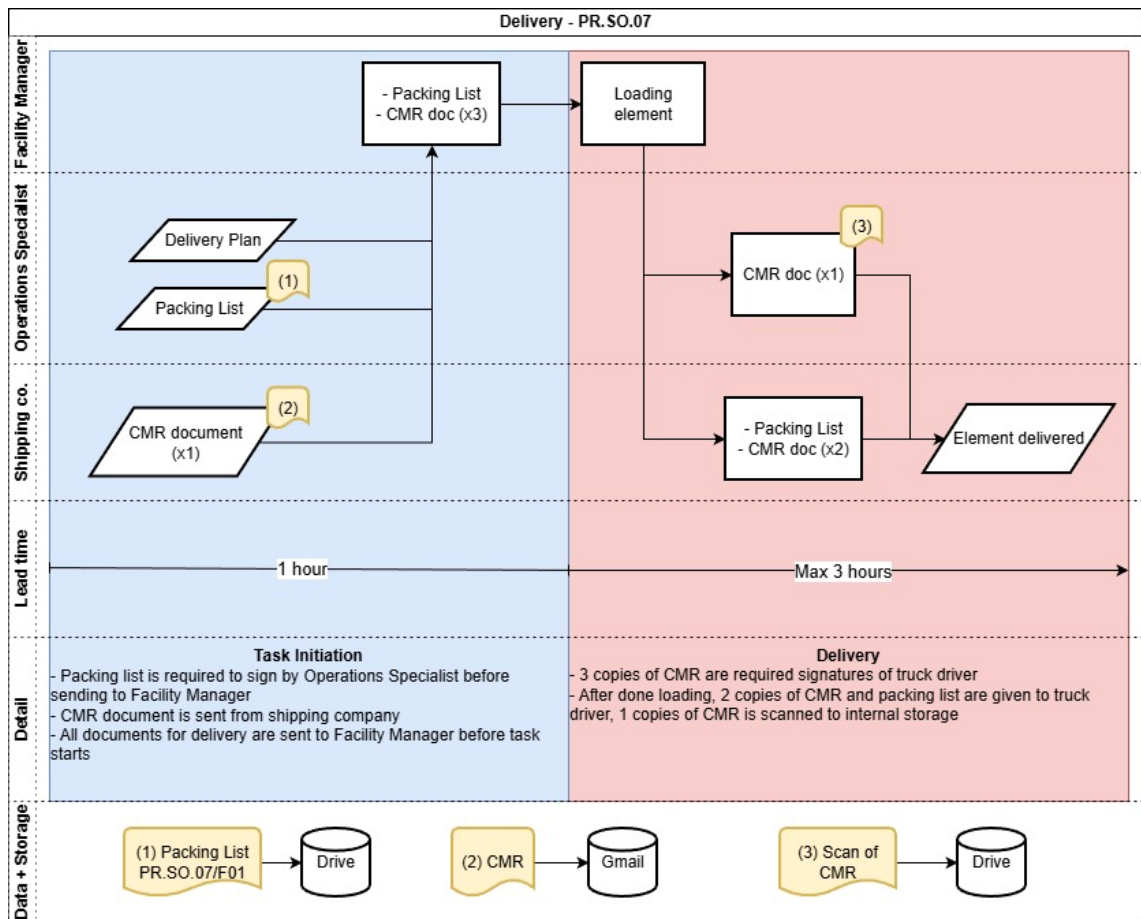 Delivery - PR.SO.07
Facility Manager
- Packing List
- CMR doc (x3)
Loading
element
Operations Specialist
Delivery Plan
(1)
Packing List
(3)
CMR doc (x1)
Shipping co.
(2)
CMR document
(x1)
- Packing List
- CMR doc (x2)
Element delivered
Lead time
1 hour
Max 3 hours
Detail
Task Initiation
- Packing list is required to sign by Operations Specialist before
sending to Facility Manager
- CMR document is sent from shipping company
- All documents for delivery are sent to Facility Manager before task
starts
Delivery
- 3 copies of CMR are required signatures of truck driver
- After done loading, 2 copies of CMR and packing list are given to truck
driver, 1 copies of CMR is scanned to internal storage
Data + Storage
(1) Packing List
PR.SO.07/F01
Drive
(2) CMR
Gmail
(3) Scan of
CMR
Drive